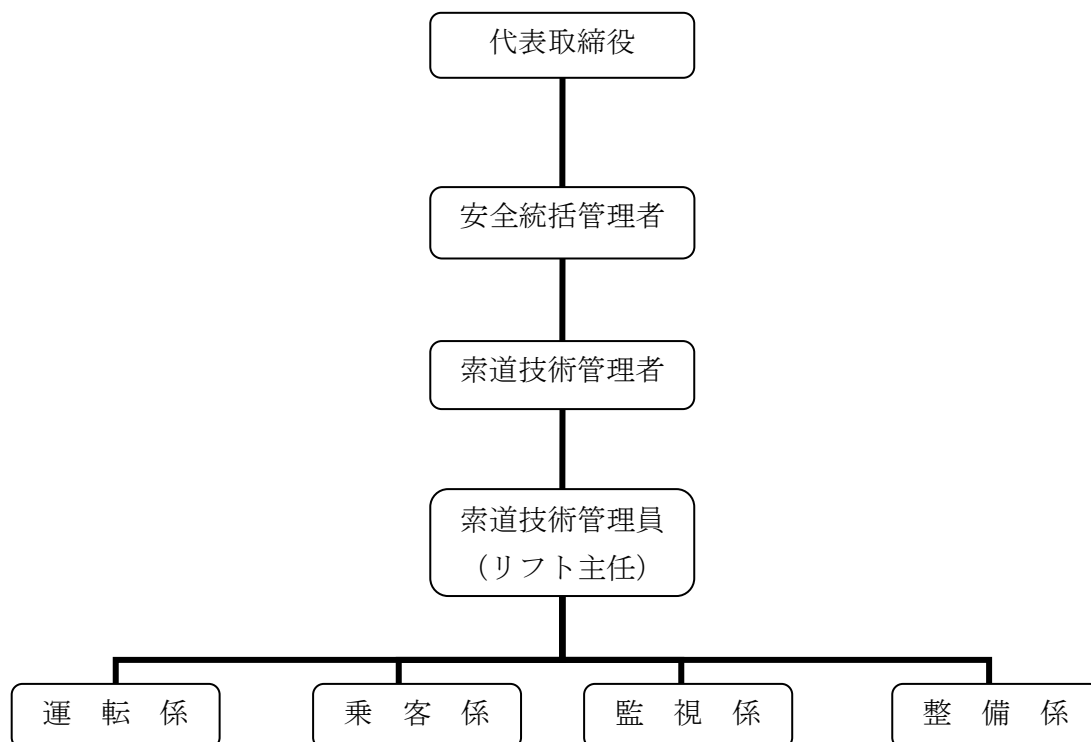 代表取締役
安全統括管理者
索道技術管理者
索道技術管理員
（リフト主任）
運　転　係
乗　客　係
監　視　係
整　備　係